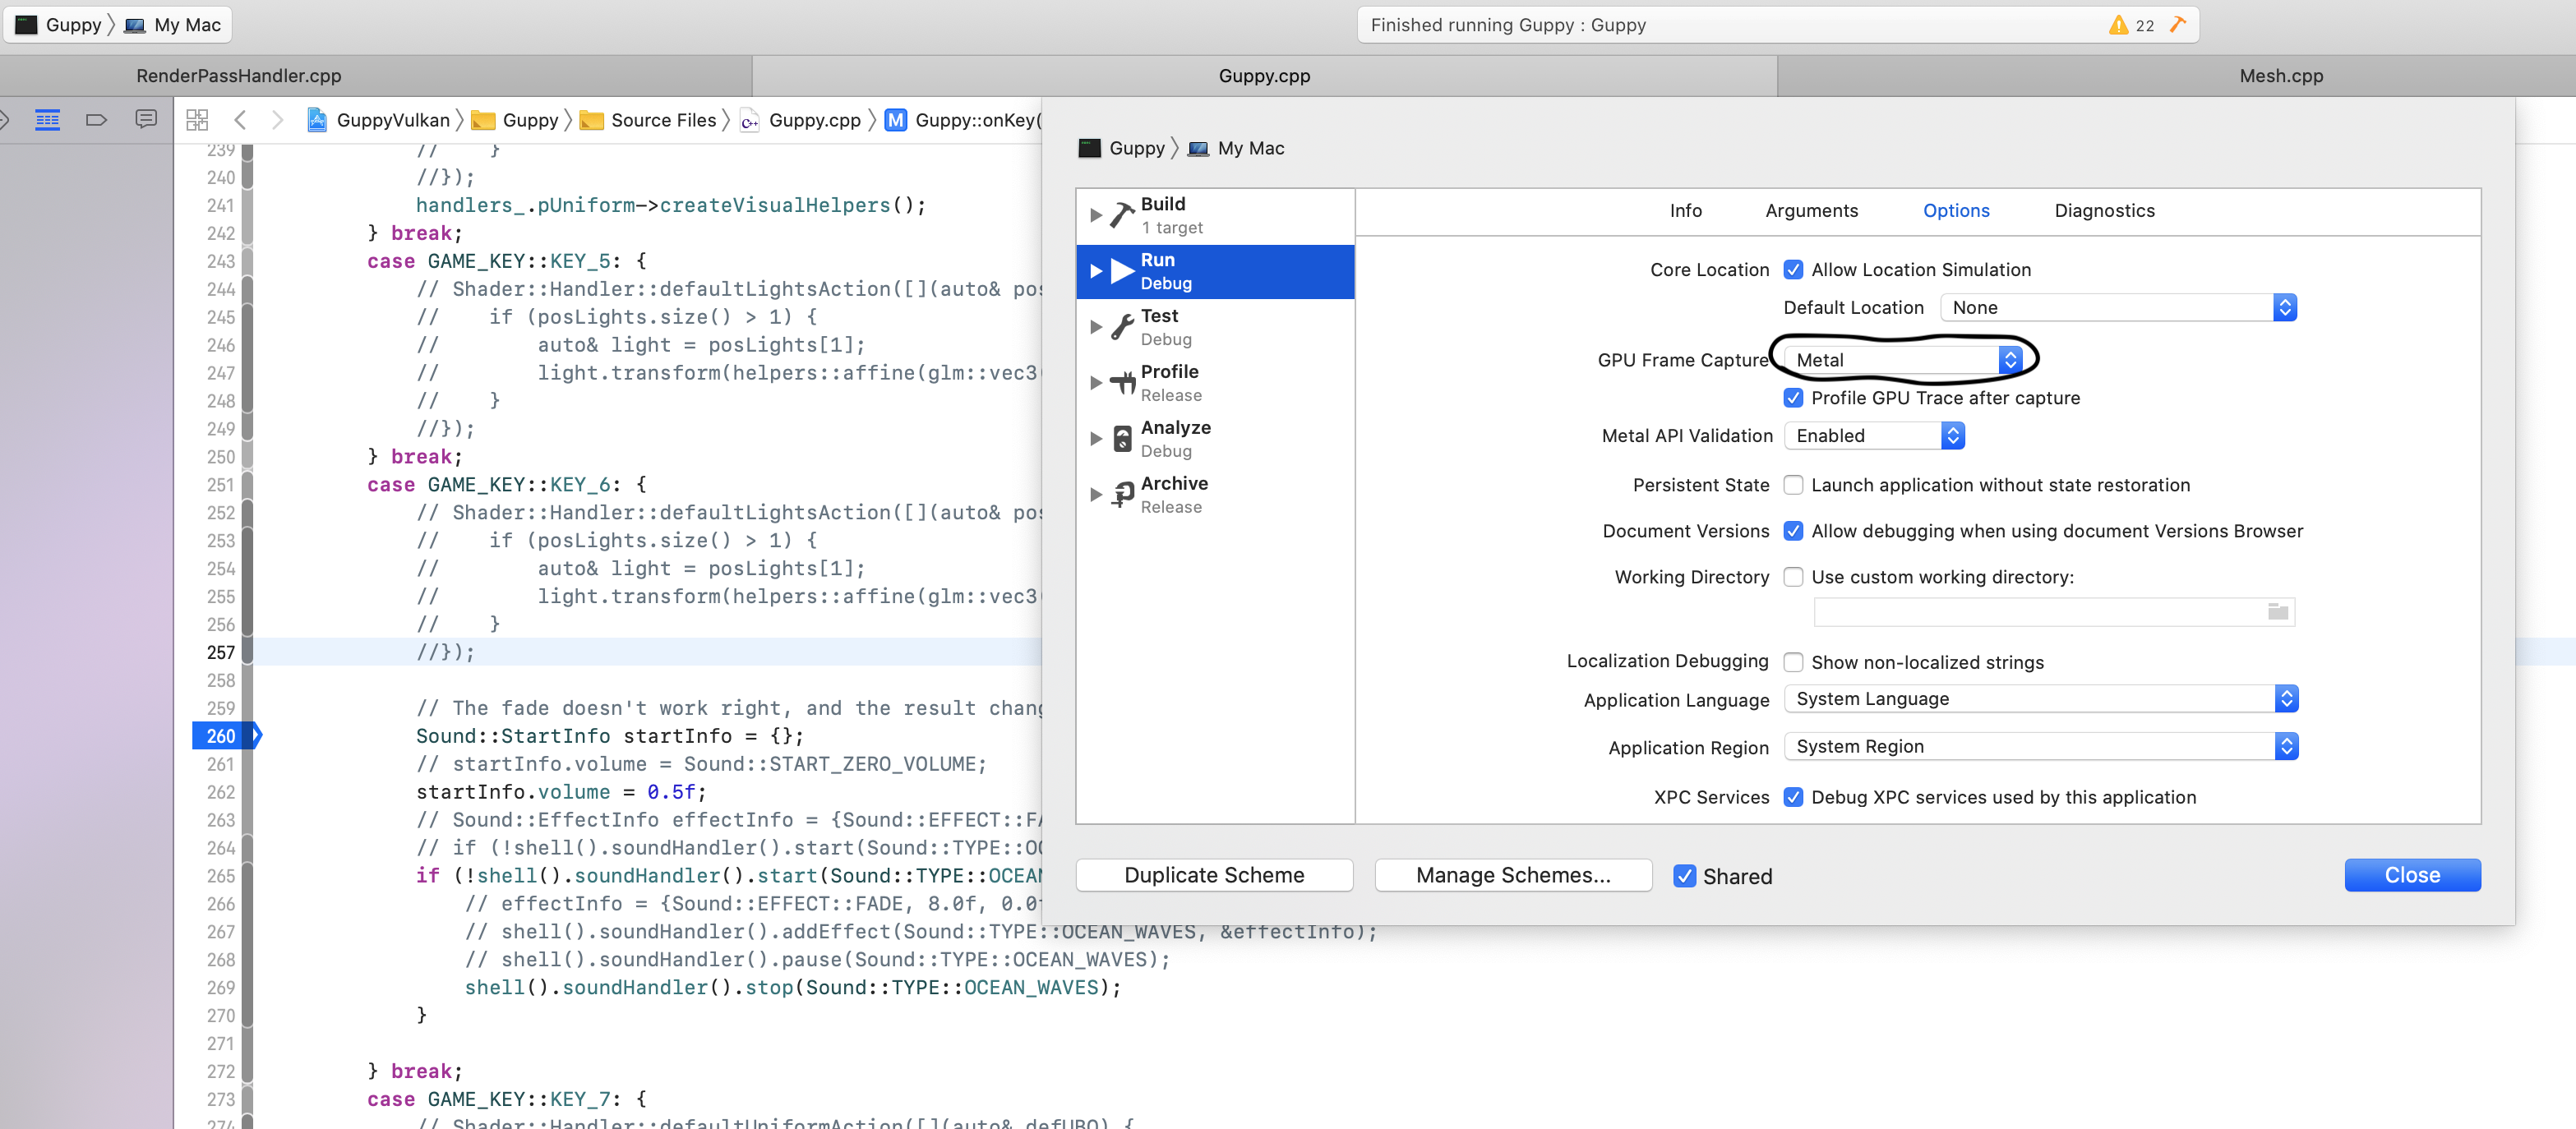 Guppy My Mac
Finished running Guppy : Guppy 22
RenderPassHandler.cpp Guppy.cpp Mesh.cpp
GuppyVulkan Guppy Source Files Guppy.cpp M Guppy::onKey(
239 // }
240 //});
241 handlers_.pUniform->createVisualHelpers();
242 } break;
243 case GAME_KEY::KEY_5: {
244 // Shader::Handler::defaultLightsAction([](auto& pos
245 // if (posLights.size() > 1) {
246 // auto& light = posLights[1];
247 // light.transform(helpers::affine(glm::vec3
248 // }
249 //});
250 } break;
251 case GAME_KEY::KEY_6: {
252 // Shader::Handler::defaultLightsAction([](auto& pos
253 // if (posLights.size() > 1) {
254 // auto& light = posLights[1];
255 // light.transform(helpers::affine(glm::vec3
256 // }
257 //});
258
259 // The fade doesn't work right, and the result chang
260 Sound::StartInfo startInfo = {};
261 // startInfo.volume = Sound::START_ZERO_VOLUME;
262 startInfo.volume = 0.5f;
263 // Sound::EffectInfo effectInfo = {Sound::EFFECT::FA
264 // if (!shell().soundHandler().start(Sound::TYPE::OC
265 if (!shell().soundHandler().start(Sound::TYPE::OCEAN
266 // effectInfo = {Sound::EFFECT::FADE, 8.0f, 0.0f
267 // shell().soundHandler().addEffect(Sound::TYPE::OCEAN_WAVES, &effectInfo);
268 // shell().soundHandler().pause(Sound::TYPE::OCEAN_WAVES);
269 shell().soundHandler().stop(Sound::TYPE::OCEAN_WAVES);
270 }
271
272 } break;
273 case GAME_KEY::KEY_7: {
274 // Shader::Handler::defaultUniformAction([](auto& defUBO) {
Guppy My Mac
Build
1 target
Run
Debug
Test
Debug
Profile
Release
Analyze
Debug
Archive
Release
Info Arguments Options Diagnostics
Core Location Allow Location Simulation
Default Location None
GPU Frame Capture Metal
Profile GPU Trace after capture
Metal API Validation Enabled
Persistent State Launch application without state restoration
Document Versions Allow debugging when using document Versions Browser
Working Directory Use custom working directory:
Localization Debugging Show non-localized strings
Application Language System Language
Application Region System Region
XPC Services Debug XPC services used by this application
Duplicate Scheme Manage Schemes... Shared Close